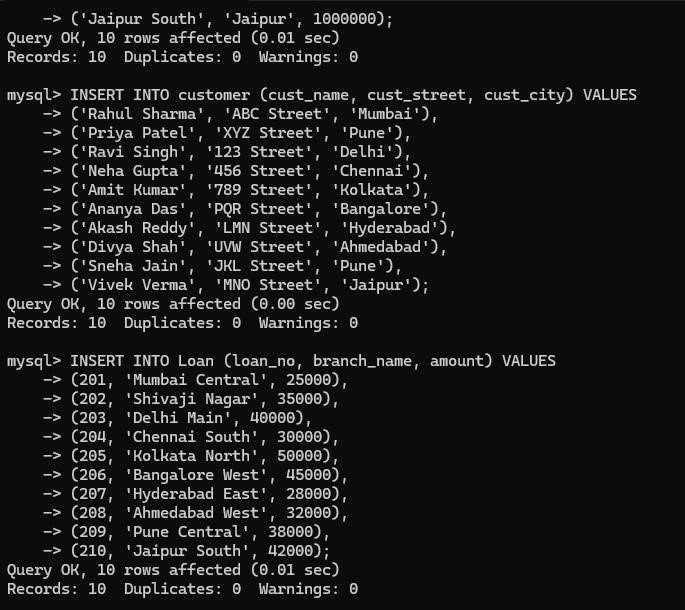 -> ('Jaipur South', 'Jaipur', 1000000);
Query OK, 10 rows affected (0.01 sec)
Records: 10  Duplicates: 0  Warnings: 0

mysql> INSERT INTO customer (cust_name, cust_street, cust_city) VALUES
    -> ('Rahul Sharma', 'ABC Street', 'Mumbai'),
    -> ('Priya Patel', 'XYZ Street', 'Pune'),
    -> ('Ravi Singh', '123 Street', 'Delhi'),
    -> ('Neha Gupta', '456 Street', 'Chennai'),
    -> ('Amit Kumar', '789 Street', 'Kolkata'),
    -> ('Ananya Das', 'PQR Street', 'Bangalore'),
    -> ('Akash Reddy', 'LMN Street', 'Hyderabad'),
    -> ('Divya Shah', 'UVW Street', 'Ahmedabad'),
    -> ('Sneha Jain', 'JKL Street', 'Pune'),
    -> ('Vivek Verma', 'MNO Street', 'Jaipur');
Query OK, 10 rows affected (0.00 sec)
Records: 10  Duplicates: 0  Warnings: 0

mysql> INSERT INTO Loan (loan_no, branch_name, amount) VALUES
    -> (201, 'Mumbai Central', 25000),
    -> (202, 'Shivaji Nagar', 35000),
    -> (203, 'Delhi Main', 40000),
    -> (204, 'Chennai South', 30000),
    -> (205, 'Kolkata North', 50000),
    -> (206, 'Bangalore West', 45000),
    -> (207, 'Hyderabad East', 28000),
    -> (208, 'Ahmedabad West', 32000),
    -> (209, 'Pune Central', 38000),
    -> (210, 'Jaipur South', 42000);
Query OK, 10 rows affected (0.01 sec)
Records: 10  Duplicates: 0  Warnings: 0